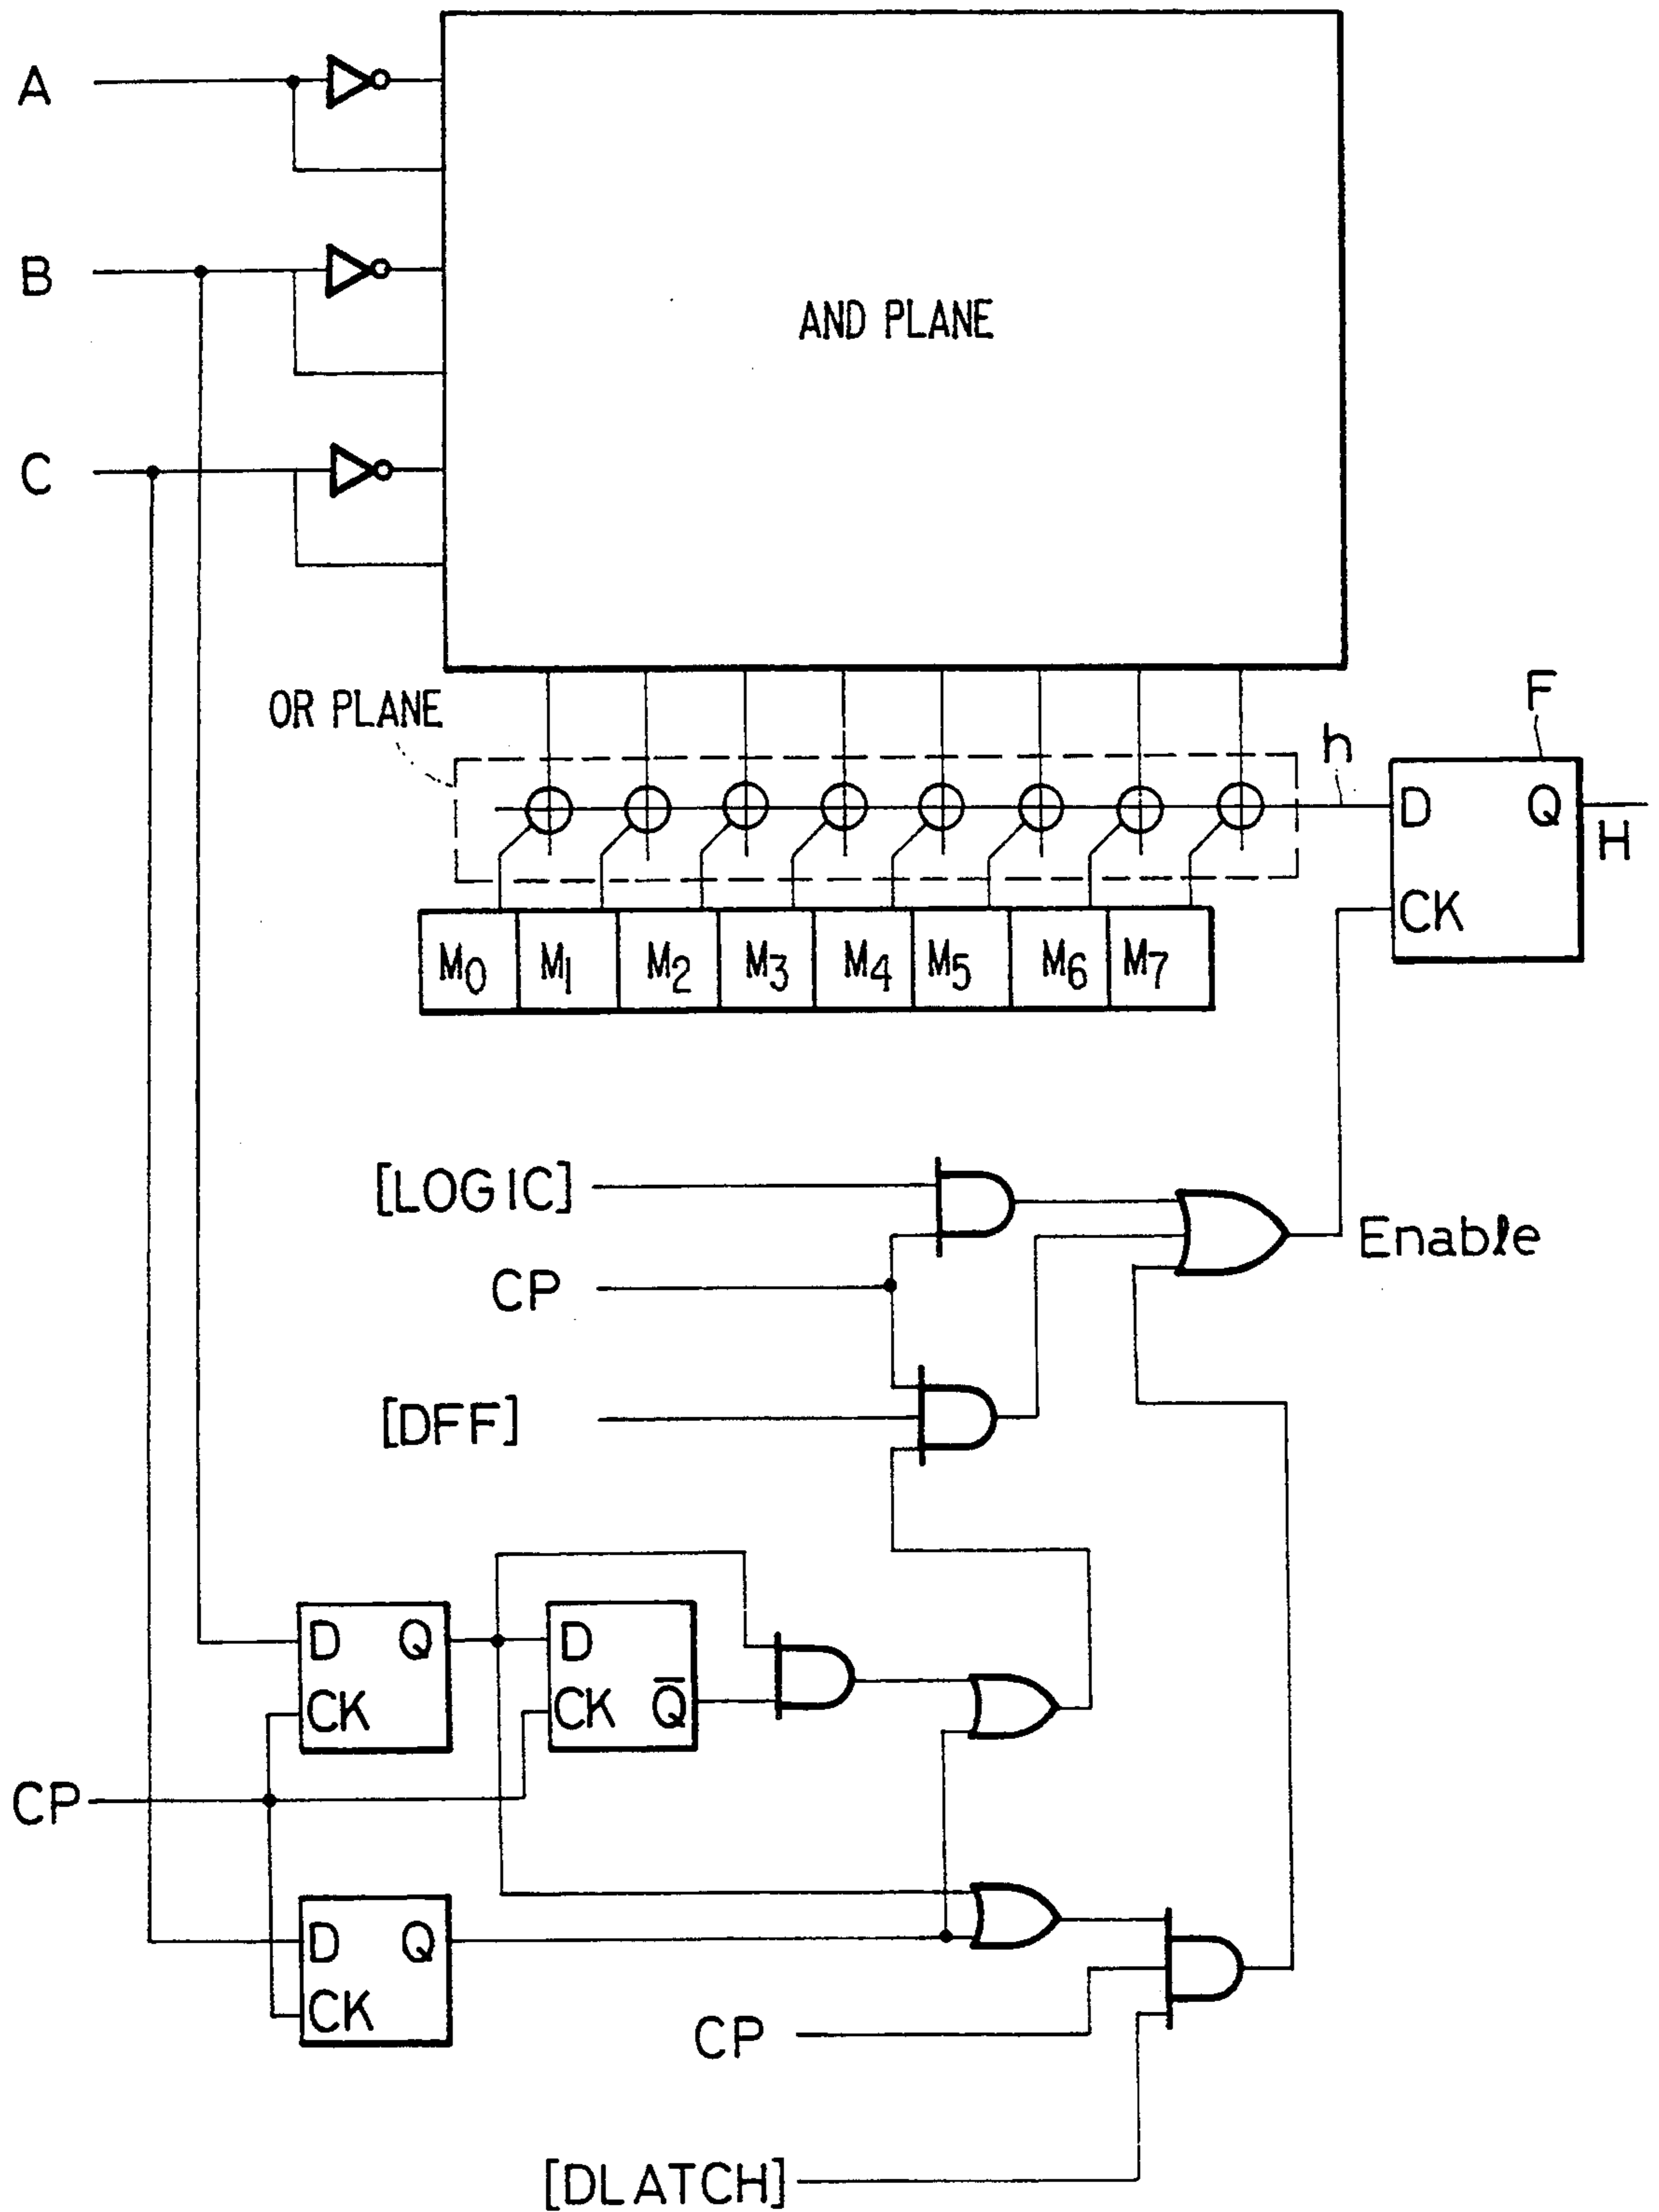 A
B
AND PLANE
C
OR PLANE
h
F
D Q
H
CK
M0 M1 M2 M3 M4 M5 M6 M7
[LOGIC]
Enable
CP
[DFF]
D Q
CK
D
CK Q̅
CP
D Q
CK
CP
[DLATCH]